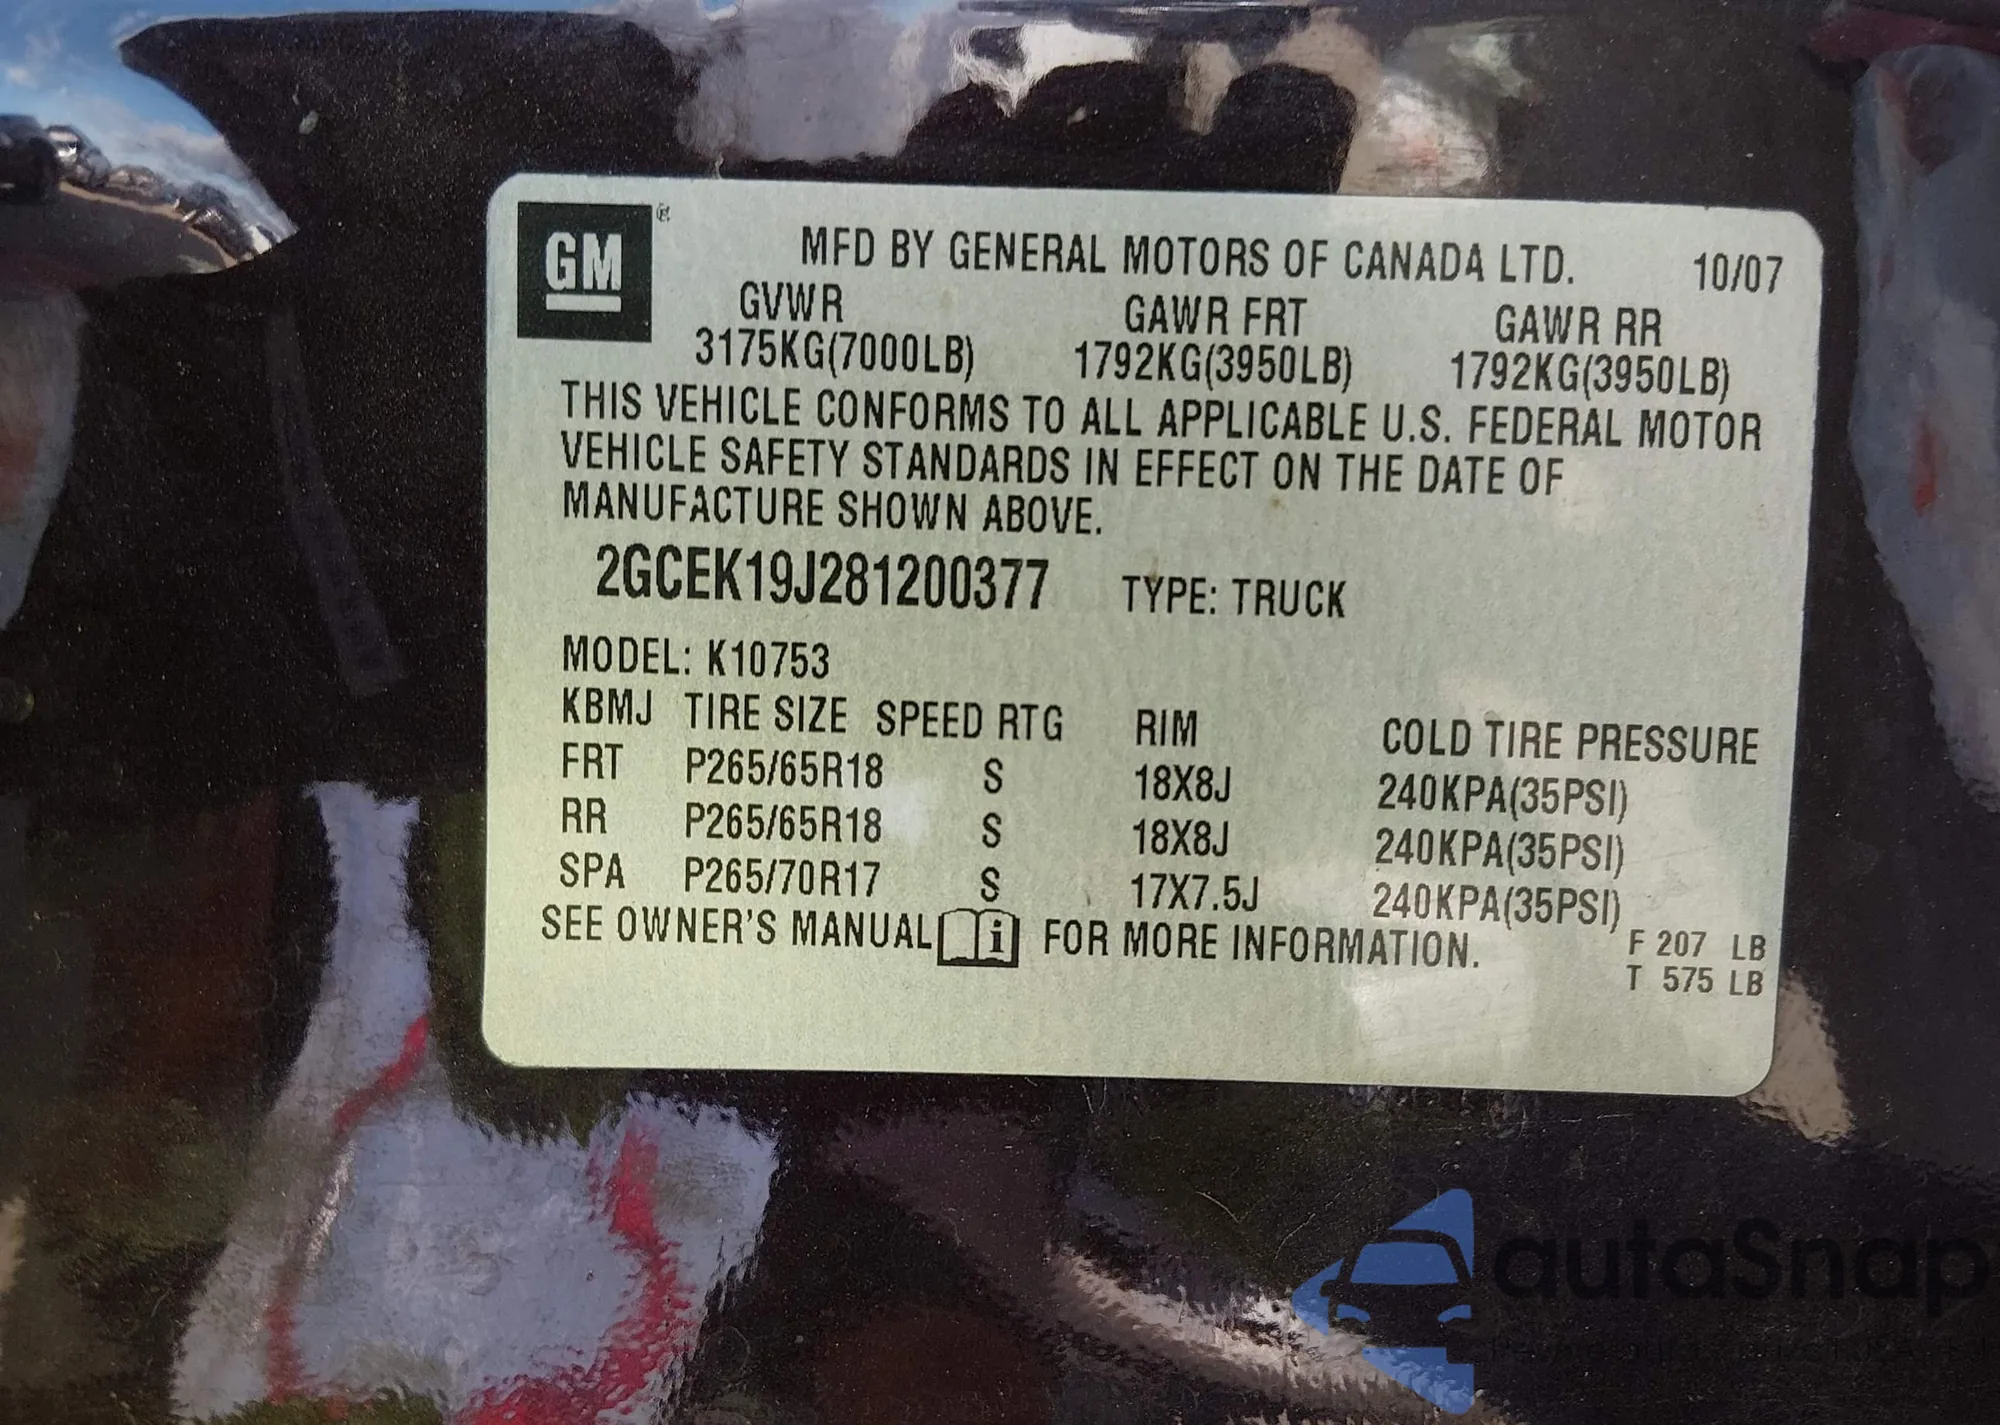 GM
MFD BY GENERAL MOTORS OF CANADA LTD. 10/07
GVWR GAWR FRT GAWR RR
3175KG(7000LB) 1792KG(3950LB) 1792KG(3950LB)
THIS VEHICLE CONFORMS TO ALL APPLICABLE U.S. FEDERAL MOTOR
VEHICLE SAFETY STANDARDS IN EFFECT ON THE DATE OF
MANUFACTURE SHOWN ABOVE.
2GCEK19J281200377 TYPE: TRUCK
MODEL: K10753
KBMJ TIRE SIZE SPEED RTG RIM COLD TIRE PRESSURE
FRT P265/65R18 S 18X8J 240KPA(35PSI)
RR P265/65R18 S 18X8J 240KPA(35PSI)
SPA P265/70R17 S 17X7.5J 240KPA(35PSI)
SEE OWNER'S MANUAL i FOR MORE INFORMATION.
F 207 LB
T 575 LB
autaSnap